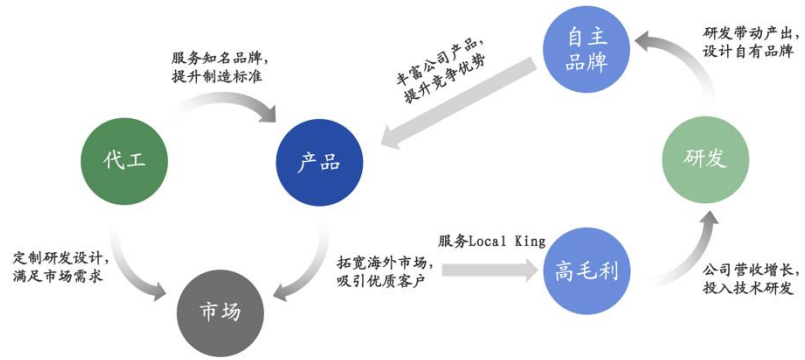 服务知名品牌，
提升制造标准
代工
产品
定制研发设计，
满足市场需求
市场
拓宽海外市场，
吸引优质客户
服务Local King
高毛利
公司营收增长，
投入技术研发
研发
研发带动产出，
设计自有品牌
自主
品牌
丰富公司产品，
提升竞争优势